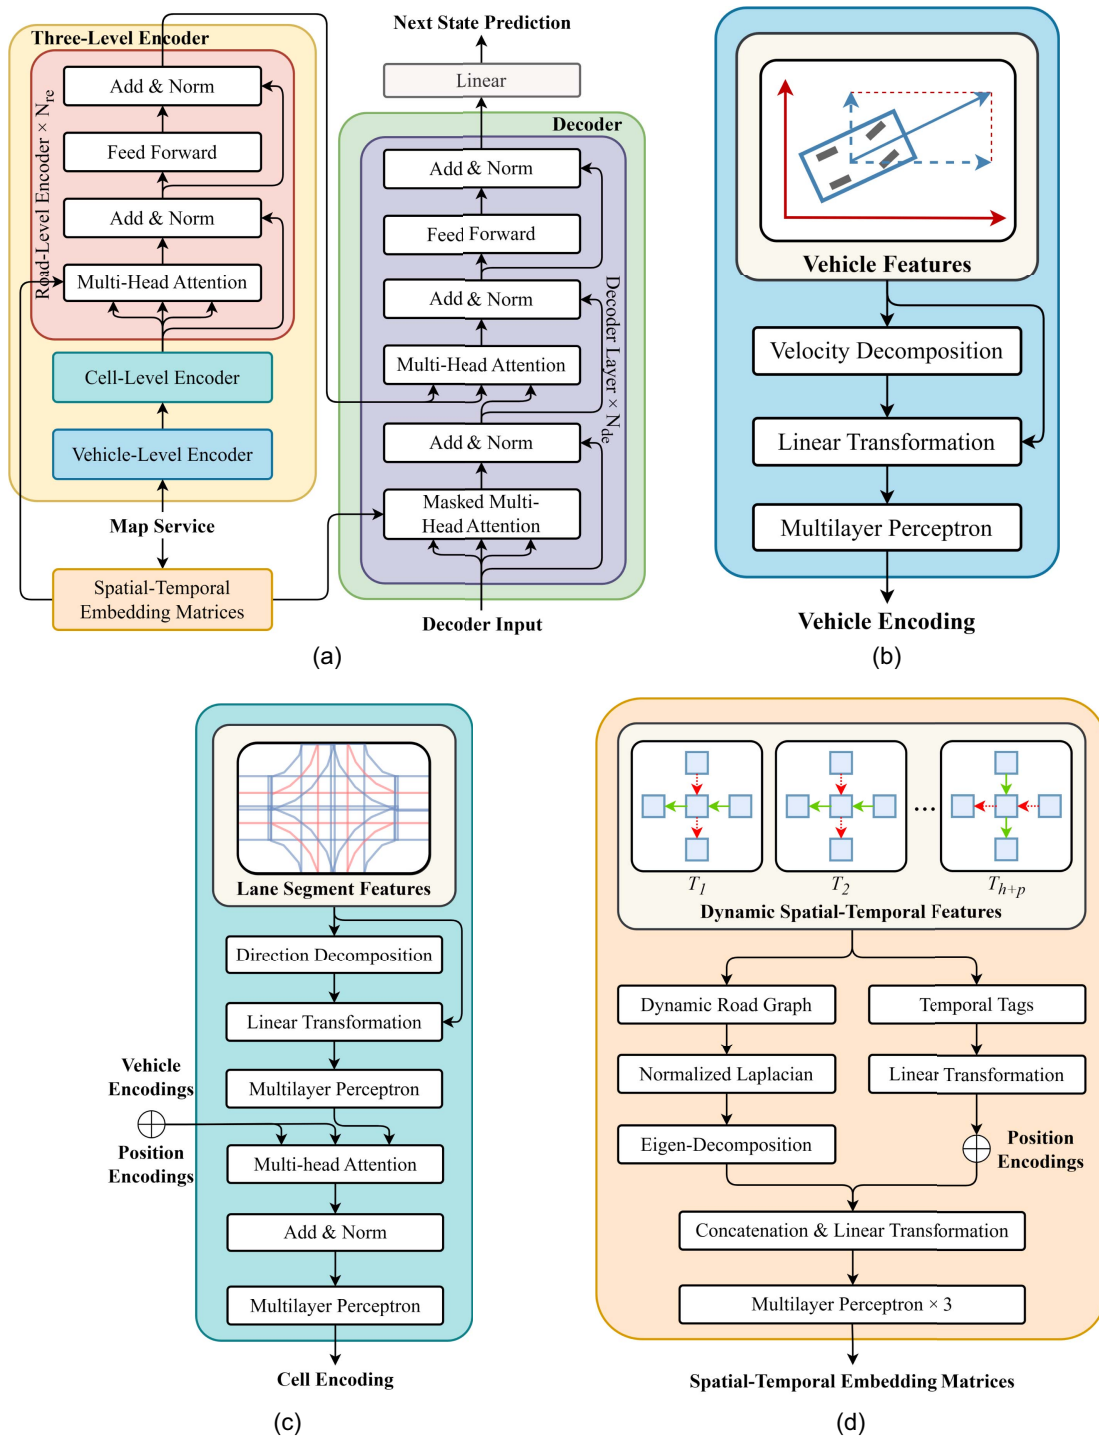 Three-Level Encoder
Road-Level Encoder × N_re
Add & Norm
Feed Forward
Add & Norm
Multi-Head Attention
Cell-Level Encoder
Vehicle-Level Encoder
Map Service
Spatial-Temporal
Embedding Matrices
Next State Prediction
Linear
Decoder
Decoder Layer × N_de
Add & Norm
Feed Forward
Add & Norm
Multi-Head Attention
Add & Norm
Masked Multi-
Head Attention
Decoder Input
(a)
Vehicle Features
Velocity Decomposition
Linear Transformation
Multilayer Perceptron
Vehicle Encoding
(b)
Lane Segment Features
Direction Decomposition
Linear Transformation
Multilayer Perceptron
Vehicle
Encodings
Position
Encodings
Multi-head Attention
Add & Norm
Multilayer Perceptron
Cell Encoding
(c)
T_1
T_2
...
T_h+p
Dynamic Spatial-Temporal Features
Dynamic Road Graph
Normalized Laplacian
Eigen-Decomposition
Temporal Tags
Linear Transformation
Position
Encodings
Concatenation & Linear Transformation
Multilayer Perceptron × 3
Spatial-Temporal Embedding Matrices
(d)